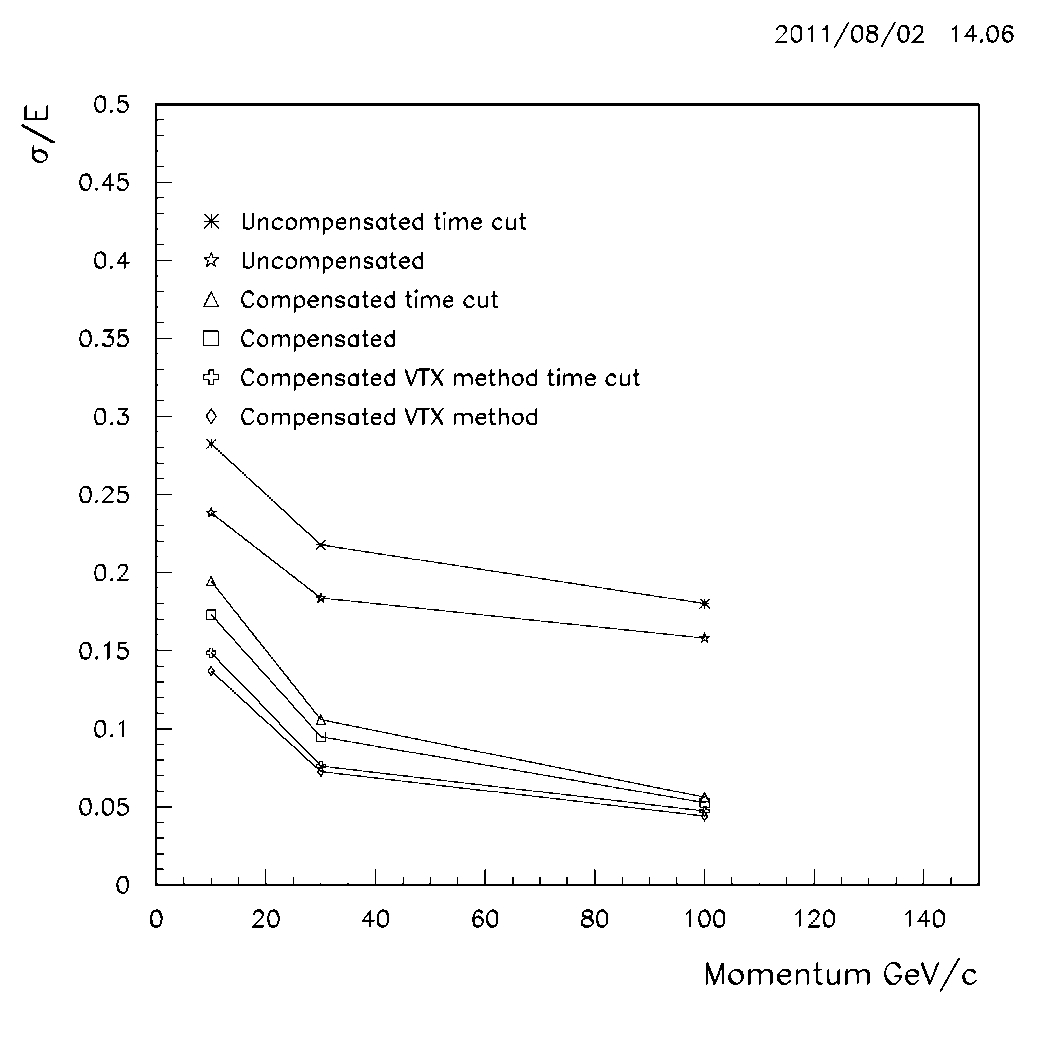 2011/08/02 14.06
σ/E
0.5
0.45
0.4
0.35
0.3
0.25
0.2
0.15
0.1
0.05
0
Uncompensated time cut
Uncompensated
Compensated time cut
Compensated
Compensated VTX method time cut
Compensated VTX method
0 20 40 60 80 100 120 140
Momentum GeV/c